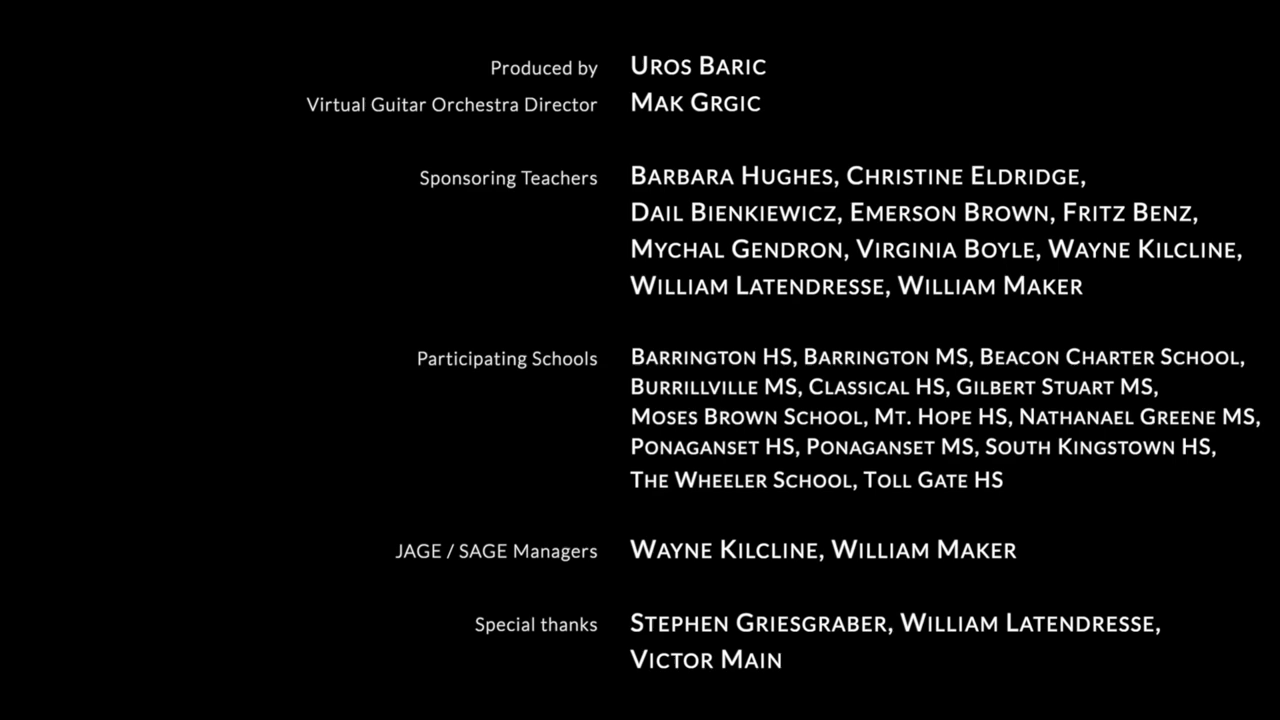 Produced by UROS BARIC
Virtual Guitar Orchestra Director MAK GRGIC
Sponsoring Teachers BARBARA HUGHES, CHRISTINE ELDRIDGE,
DAIL BIENKIEWICZ, EMERSON BROWN, FRITZ BENZ,
MYCHAL GENDRON, VIRGINIA BOYLE, WAYNE KILCLINE,
WILLIAM LATENDRESSE, WILLIAM MAKER
Participating Schools BARRINGTON HS, BARRINGTON MS, BEACON CHARTER SCHOOL,
BURRILLVILLE MS, CLASSICAL HS, GILBERT STUART MS,
MOSES BROWN SCHOOL, MT. HOPE HS, NATHANAEL GREENE MS,
PONAGANSET HS, PONAGANSET MS, SOUTH KINGSTOWN HS,
THE WHEELER SCHOOL, TOLL GATE HS
JAGE / SAGE Managers WAYNE KILCLINE, WILLIAM MAKER
Special thanks STEPHEN GRIESGRABER, WILLIAM LATENDRESSE,
VICTOR MAIN